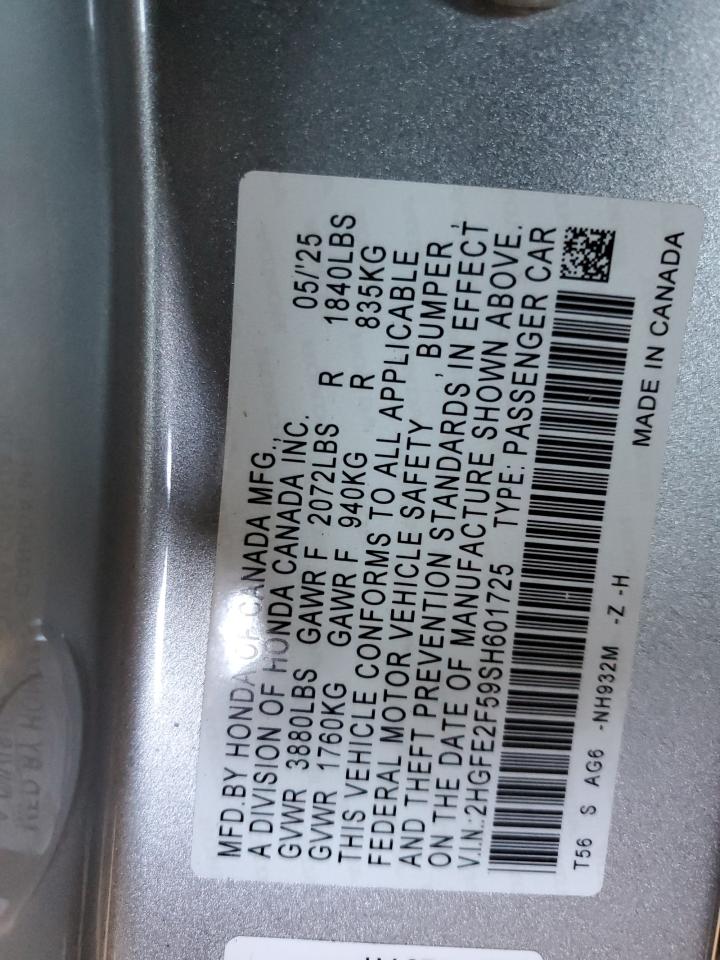 MFD.BY HONDA OF CANADA MFG.,
A DIVISION OF HONDA CANADA INC. 05/'25
GVWR 3880LBS GAWR F 2072LBS R 1840LBS
GVWR 1760KG GAWR F 940KG R 835KG
THIS VEHICLE CONFORMS TO ALL APPLICABLE
FEDERAL MOTOR VEHICLE SAFETY, BUMPER,
AND THEFT PREVENTION STANDARDS IN EFFECT
ON THE DATE OF MANUFACTURE SHOWN ABOVE.
V.I.N.:2HGFE2F59SH601725 TYPE: PASSENGER CAR
T56 S AG6 -NH932M -Z -H
MADE IN CANADA